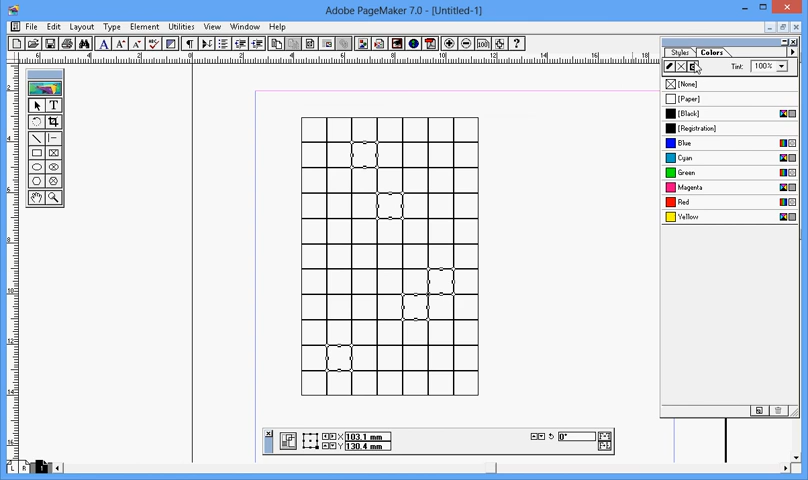 Adobe PageMaker 7.0 - [Untitled-1]
File Edit Layout Type Element Utilities View Window Help
Styles Colors
Tint: 100%
[None]
[Paper]
[Black]
[Registration]
Blue
Cyan
Green
Magenta
Red
Yellow
X 103.1 mm 0°
Y 130.4 mm
L R 1